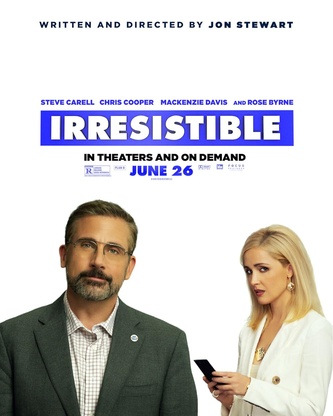 WRITTEN AND DIRECTED BY JON STEWART
STEVE CARELL CHRIS COOPER MACKENZIE DAVIS AND ROSE BYRNE
IRRESISTIBLE
IN THEATERS AND ON DEMAND
R JUNE 26 FOCUS